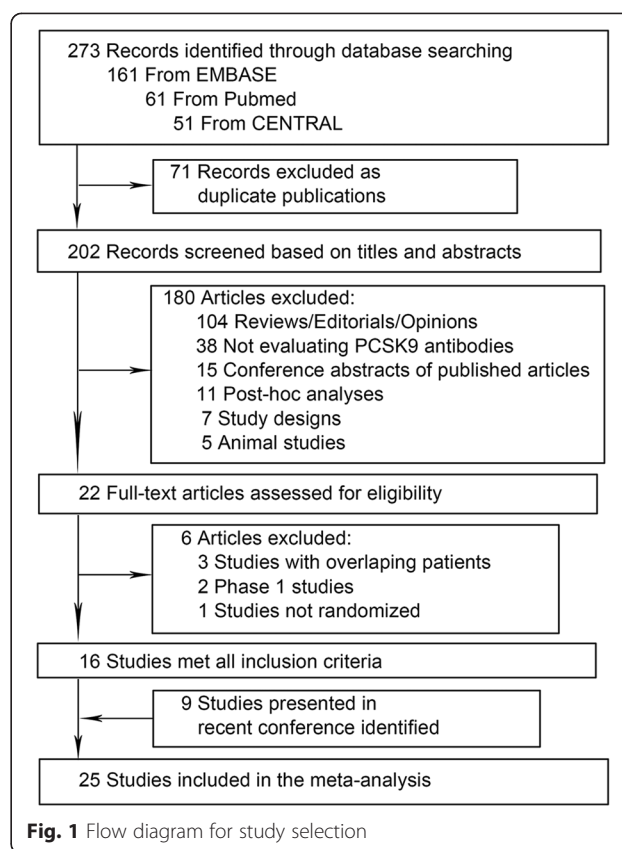 273 Records identified through database searching
161 From EMBASE
61 From Pubmed
51 From CENTRAL
71 Records excluded as
duplicate publications
202 Records screened based on titles and abstracts
180 Articles excluded:
104 Reviews/Editorials/Opinions
38 Not evaluating PCSK9 antibodies
15 Conference abstracts of published articles
11 Post-hoc analyses
7 Study designs
5 Animal studies
22 Full-text articles assessed for eligibility
6 Articles excluded:
3 Studies with overlaping patients
2 Phase 1 studies
1 Studies not randomized
16 Studies met all inclusion criteria
9 Studies presented in
recent conference identified
25 Studies included in the meta-analysis
Fig. 1 Flow diagram for study selection